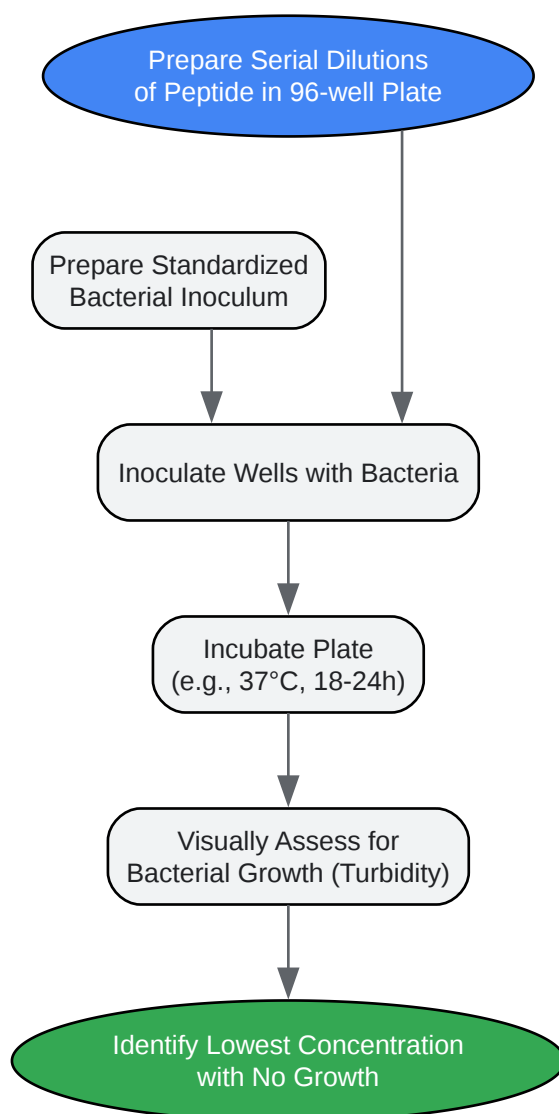 Prepare Serial Dilutions
of Peptide in 96-well Plate
Prepare Standardized
Bacterial Inoculum
Inoculate Wells with Bacteria
Incubate Plate
(e.g., 37°C, 18-24h)
Visually Assess for
Bacterial Growth (Turbidity)
Identify Lowest Concentration
with No Growth